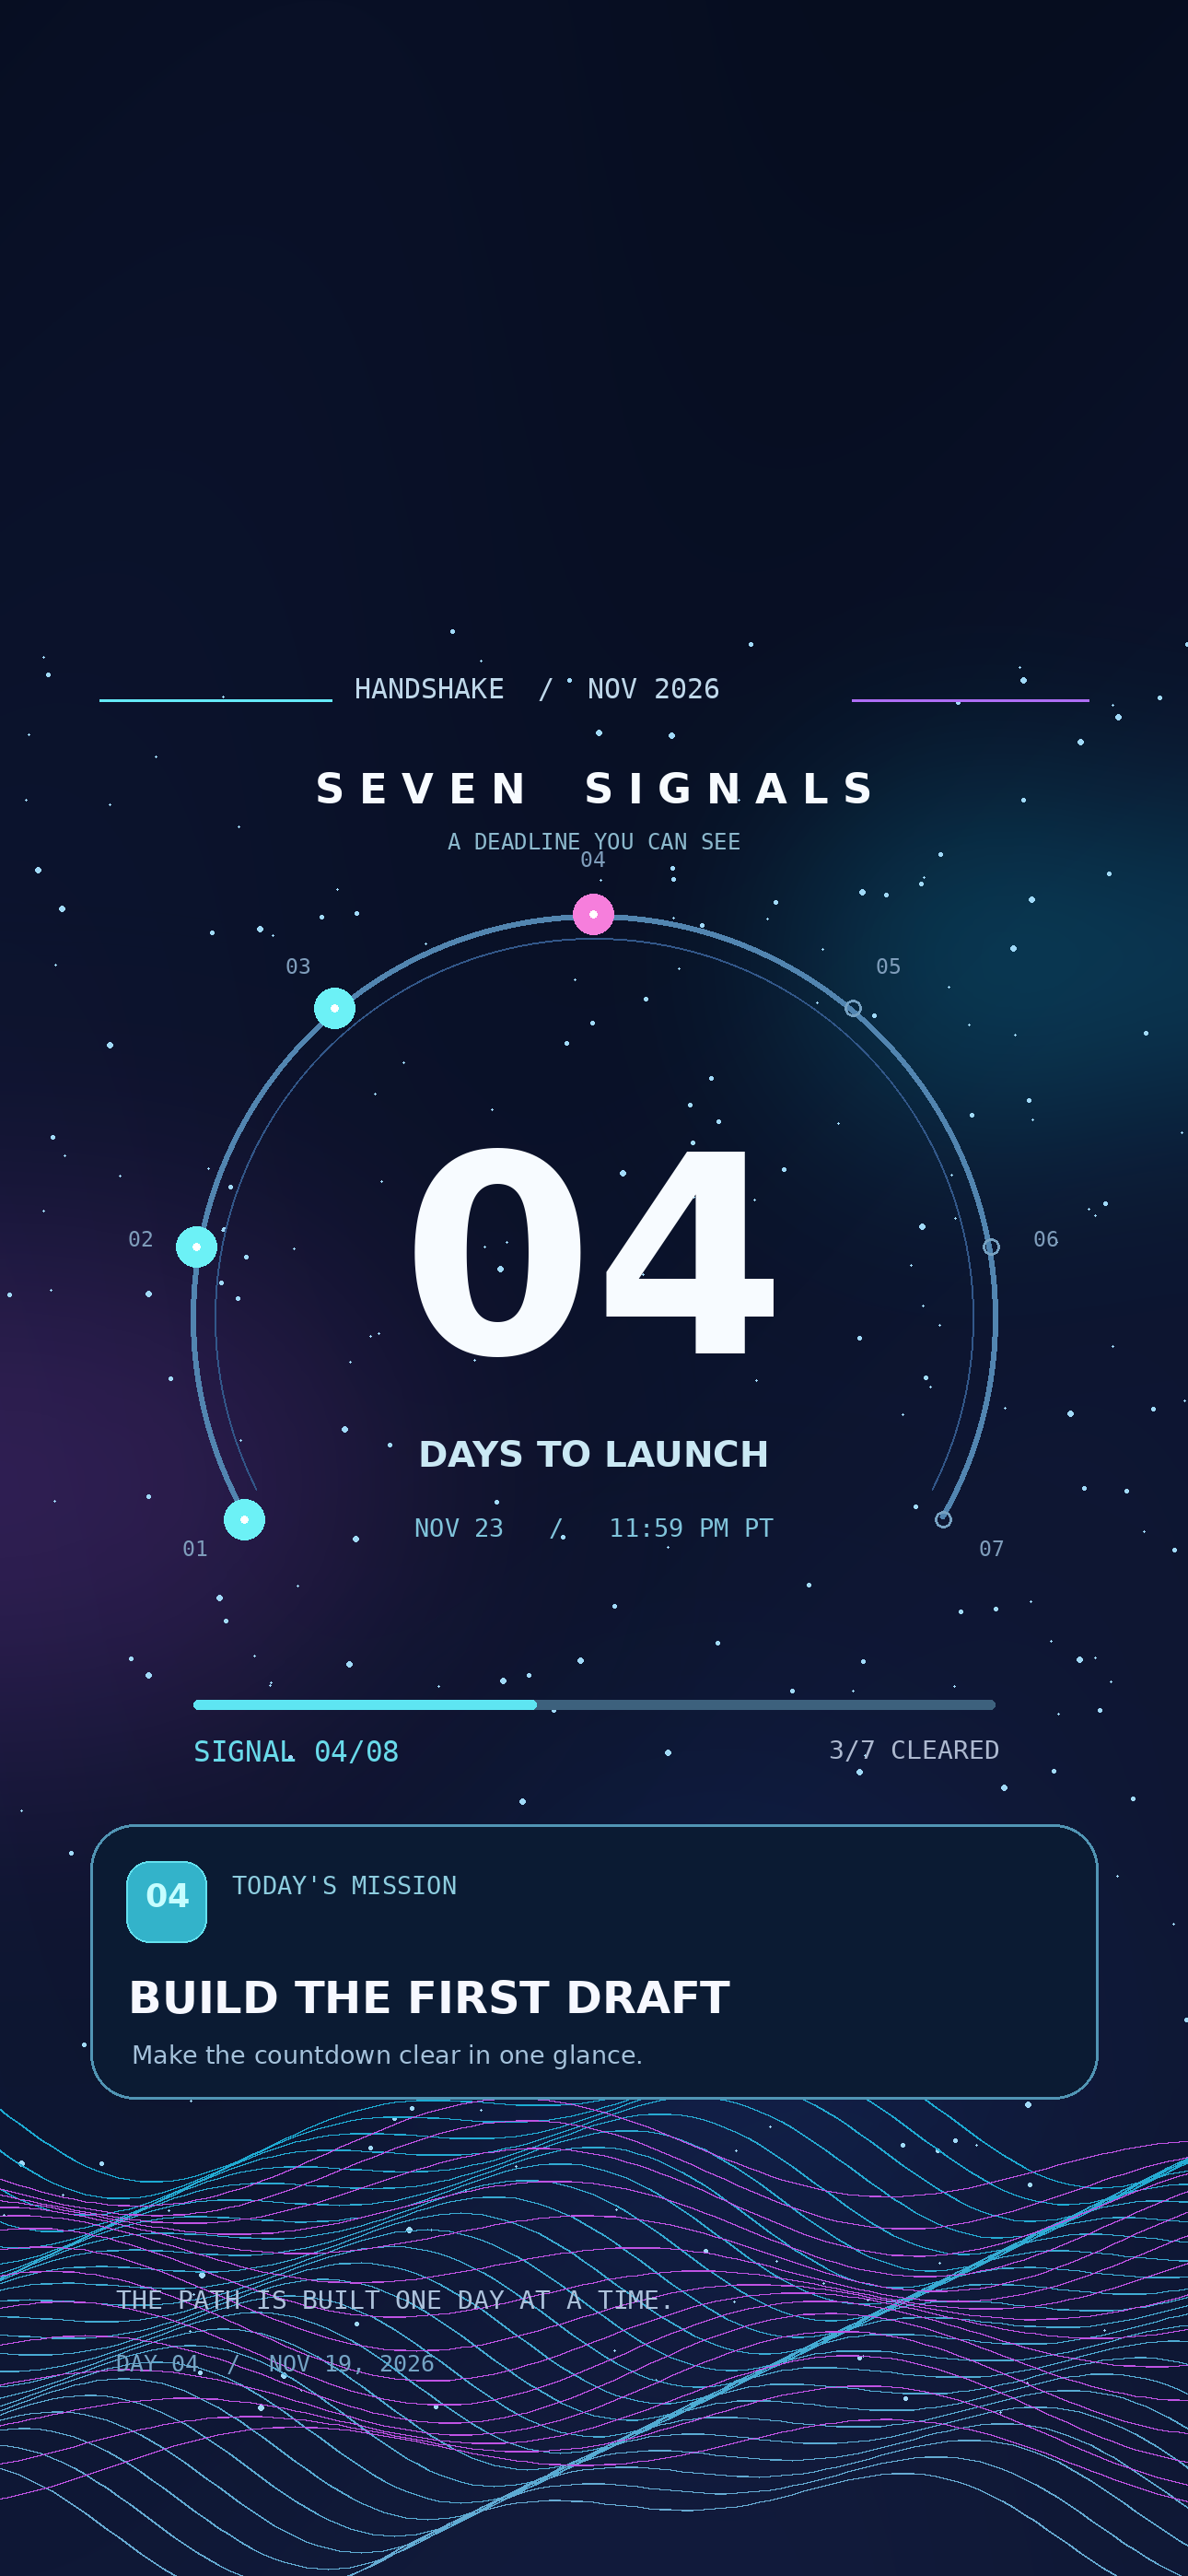 HANDSHAKE / NOV 2026
SEVEN SIGNALS
A DEADLINE YOU CAN SEE
04
03
05
02
06
04
DAYS TO LAUNCH
NOV 23 / 11:59 PM PT
01
07
SIGNAL 04/08
3/7 CLEARED
04
TODAY'S MISSION
BUILD THE FIRST DRAFT
Make the countdown clear in one glance.
THE PATH IS BUILT ONE DAY AT A TIME.
DAY 04 / NOV 19, 2026